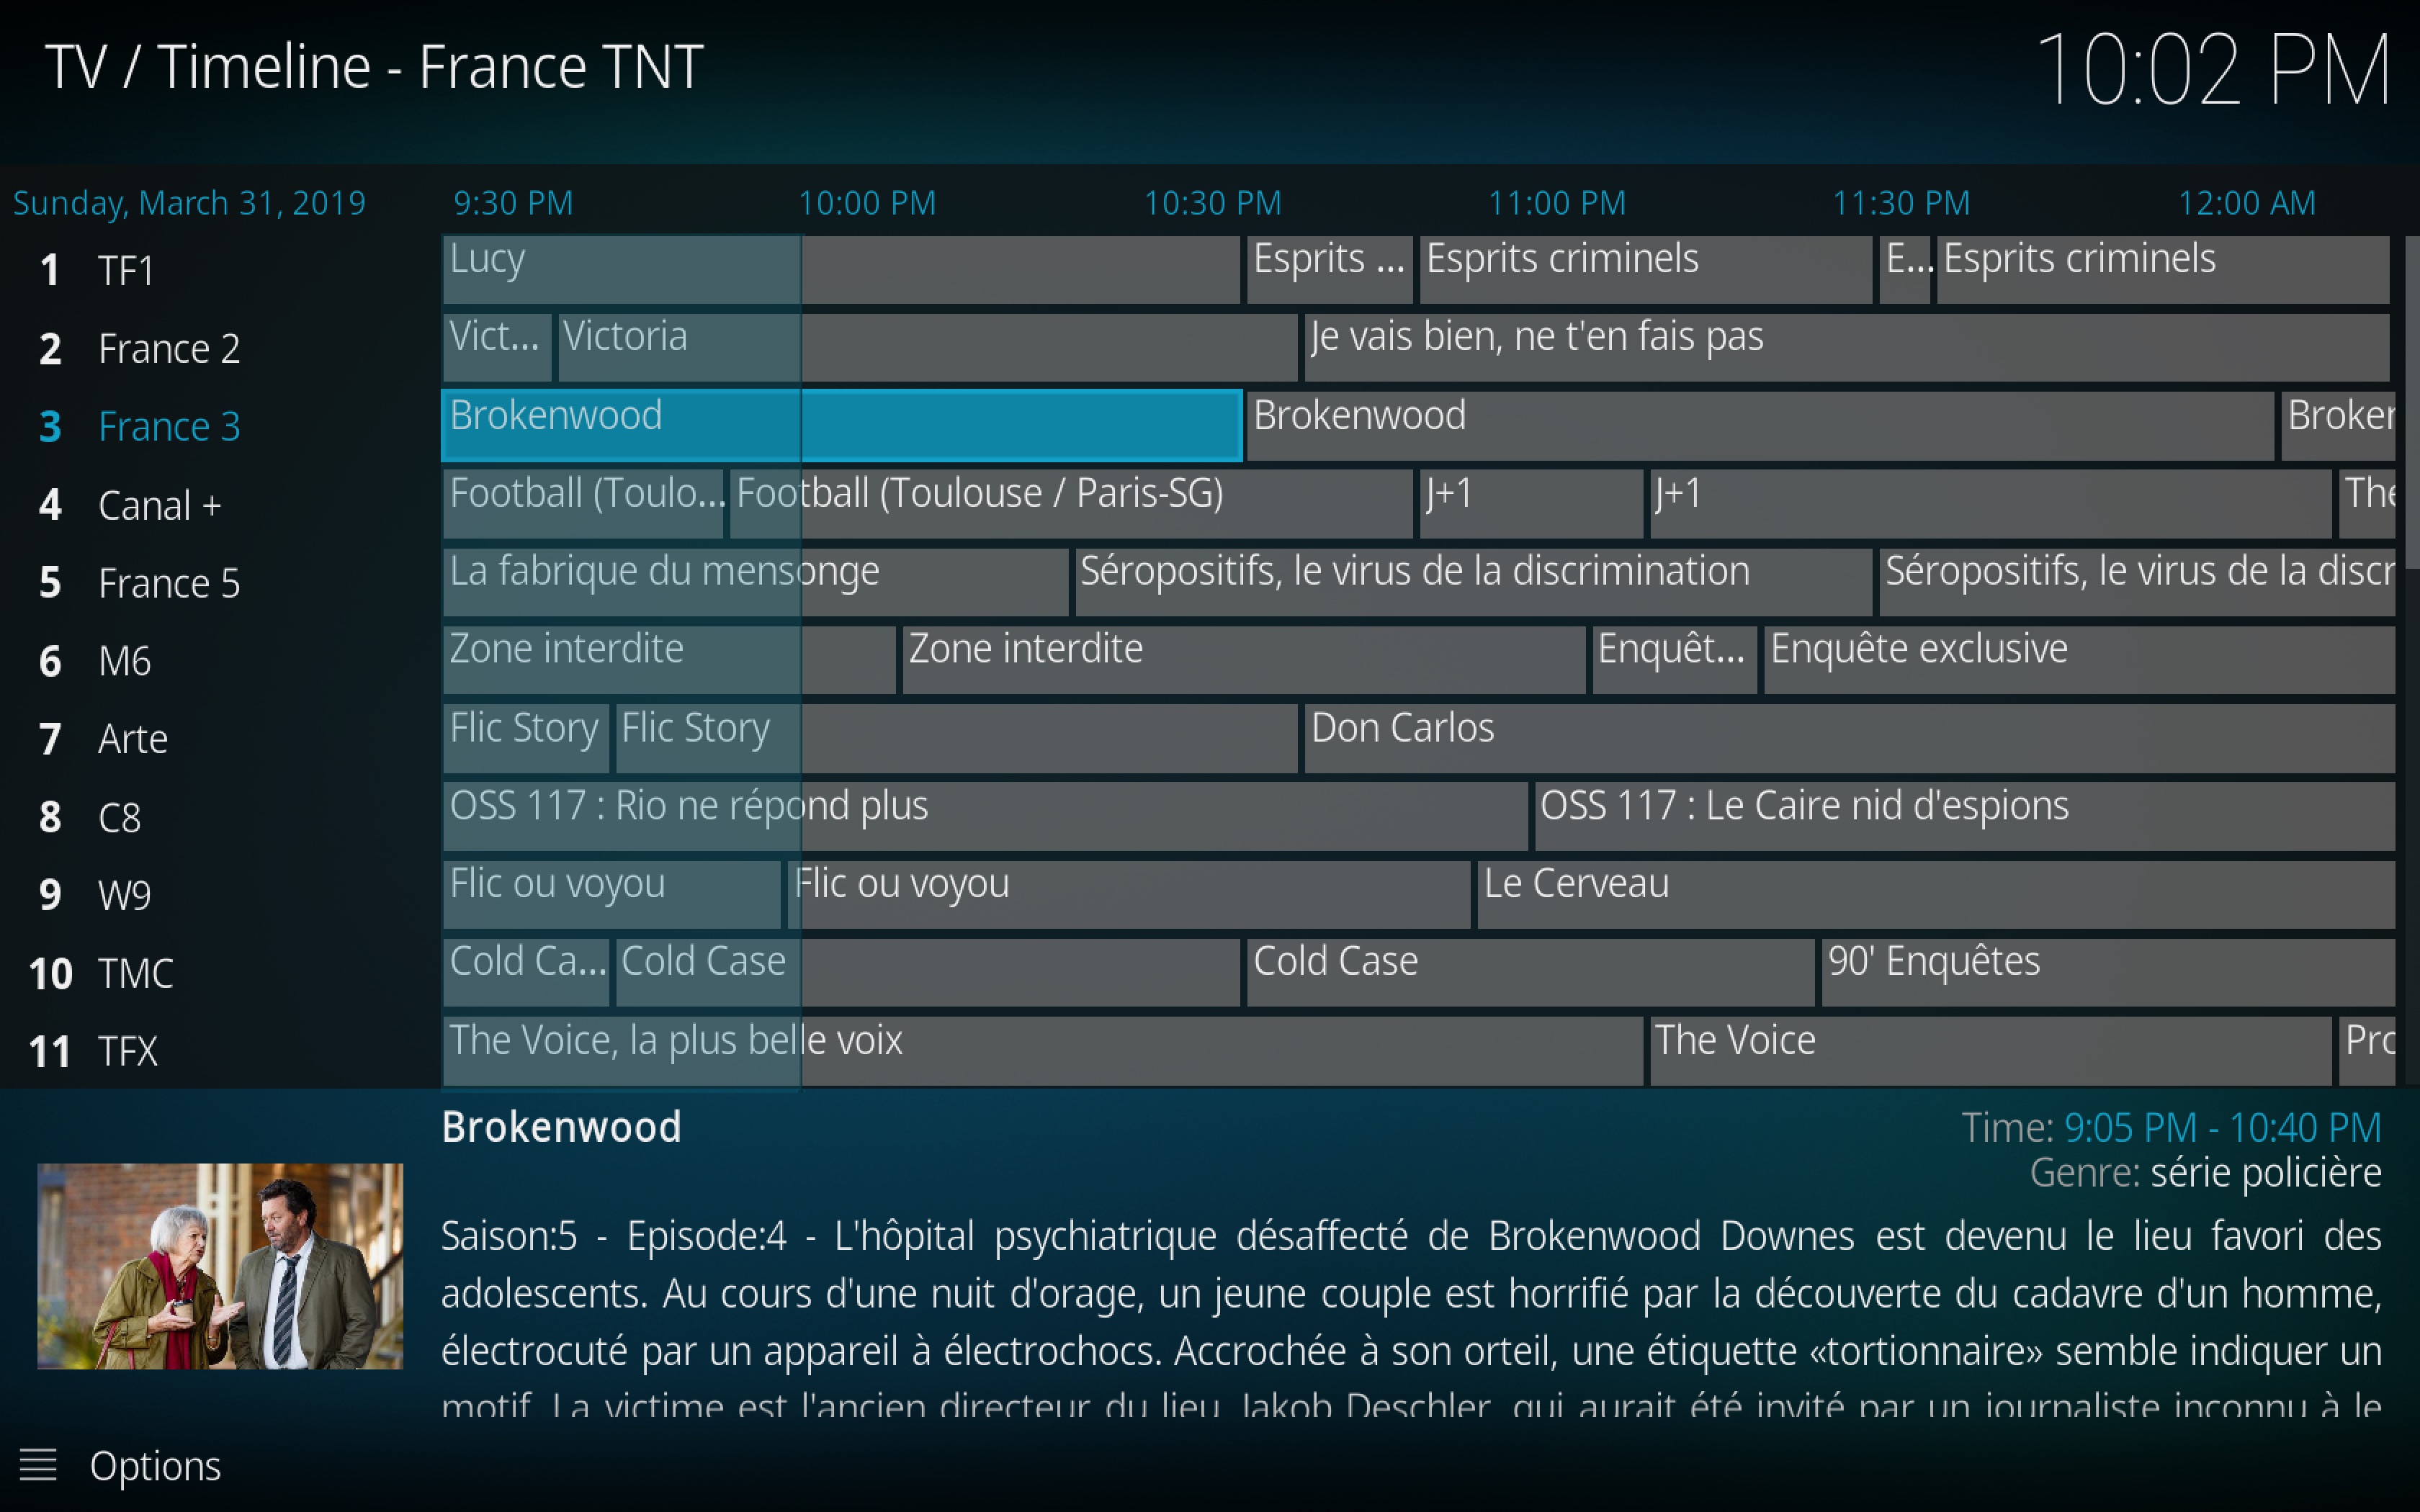 TV / Timeline - France TNT
10:02 PM
Sunday, March 31, 2019 9:30 PM 10:00 PM 10:30 PM 11:00 PM 11:30 PM 12:00 AM
1 TF1 Lucy Esprits ... Esprits criminels E... Esprits criminels
2 France 2 Vict... Victoria Je vais bien, ne t'en fais pas
3 France 3 Brokenwood Brokenwood Broken
4 Canal + Football (Toulo... Football (Toulouse / Paris-SG) J+1 J+1 The
5 France 5 La fabrique du mensonge Séropositifs, le virus de la discrimination Séropositifs, le virus de la discr
6 M6 Zone interdite Zone interdite Enquêt... Enquête exclusive
7 Arte Flic Story Flic Story Don Carlos
8 C8 OSS 117 : Rio ne répond plus OSS 117 : Le Caire nid d'espions
9 W9 Flic ou voyou Flic ou voyou Le Cerveau
10 TMC Cold Ca... Cold Case Cold Case 90' Enquêtes
11 TFX The Voice, la plus belle voix The Voice Pro
Brokenwood
Time: 9:05 PM - 10:40 PM
Genre: série policière
Saison:5 - Episode:4 - L'hôpital psychiatrique désaffecté de Brokenwood Downes est devenu le lieu favori des
adolescents. Au cours d'une nuit d'orage, un jeune couple est horrifié par la découverte du cadavre d'un homme,
électrocuté par un appareil à électrochocs. Accrochée à son orteil, une étiquette «tortionnaire» semble indiquer un
motif. La victime est l'ancien directeur du lieu, Jakob Deschler, qui aurait été invité par un journaliste inconnu à le
Options